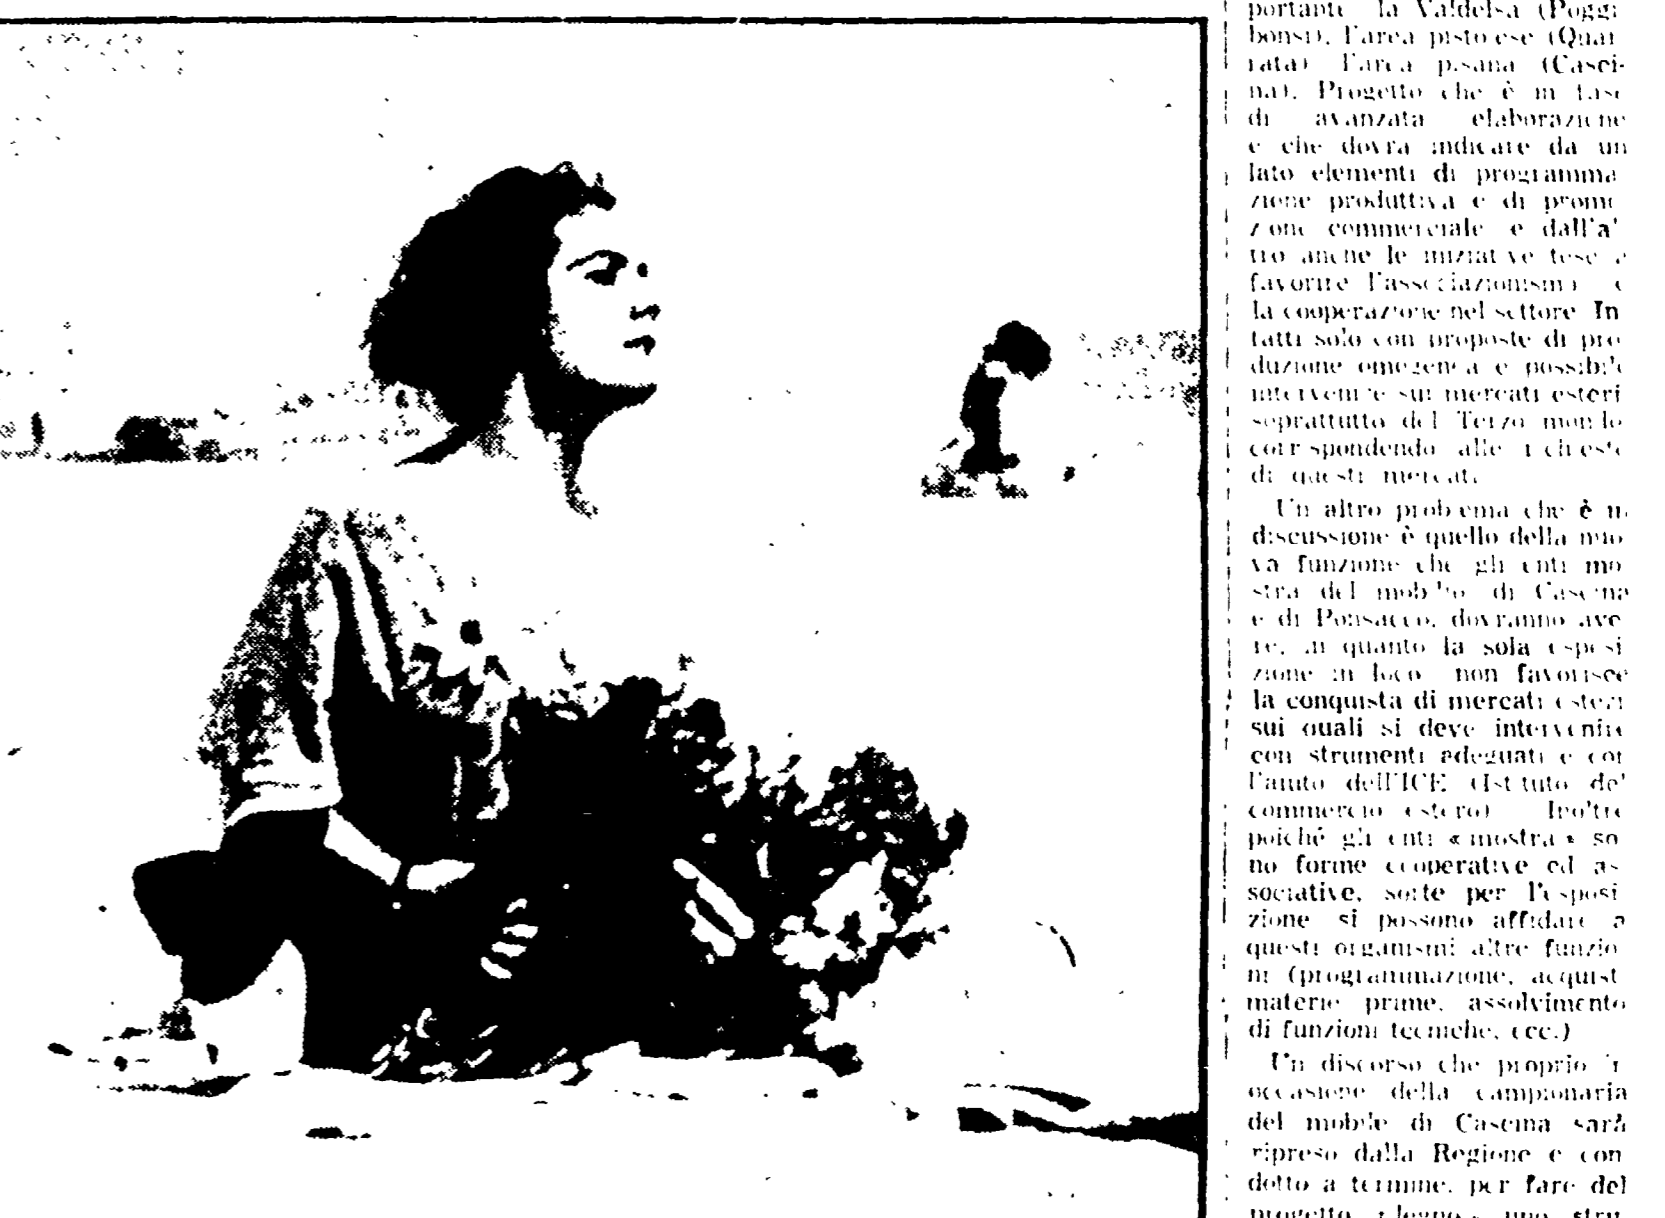 portanti la Valdelsa (Poggi
bonsi), l'area pistoiese (Quar
rata) l'area pisana (Casci-
na). Progetto che è in fase
di avanzata elaborazione
e che dovrà indicare da un
lato elementi di programma
zione produttiva e di promo
zione commerciale e dall'al
tro anche le iniziative tese a
favorire l'associazionismo e
la cooperazione nel settore In
fatti solo con proposte di pro
duzione omogenea è possibile
intervenire sui mercati esteri
soprattutto del Terzo mondo
corrispondendo alle richieste
di questi mercati.
Un altro problema che è in
discussione è quello della nuo
va funzione che gli enti mo
stra del mobilio di Cascina
e di Ponsacco, dovranno ave
re, in quanto la sola esposi
zione in loco non favorisce
la conquista di mercati esteri
sui quali si deve intervenire
con strumenti adeguati e con
l'aiuto dell'ICE (Istituto del
commercio estero) Inoltre
poiché gli enti « mostra » so
no forme cooperative ed as-
sociative, sorte per l'esposi
zione si possono affidare a
questi organismi altre funzio
ni (programmazione, acquisti
materie prime, assolvimento
di funzioni tecniche, ecc.)
Un discorso che proprio in
occasione della campionaria
del mobile di Cascina sarà
ripreso dalla Regione e con
dotto a termine, per fare del
progetto « legno » uno stru